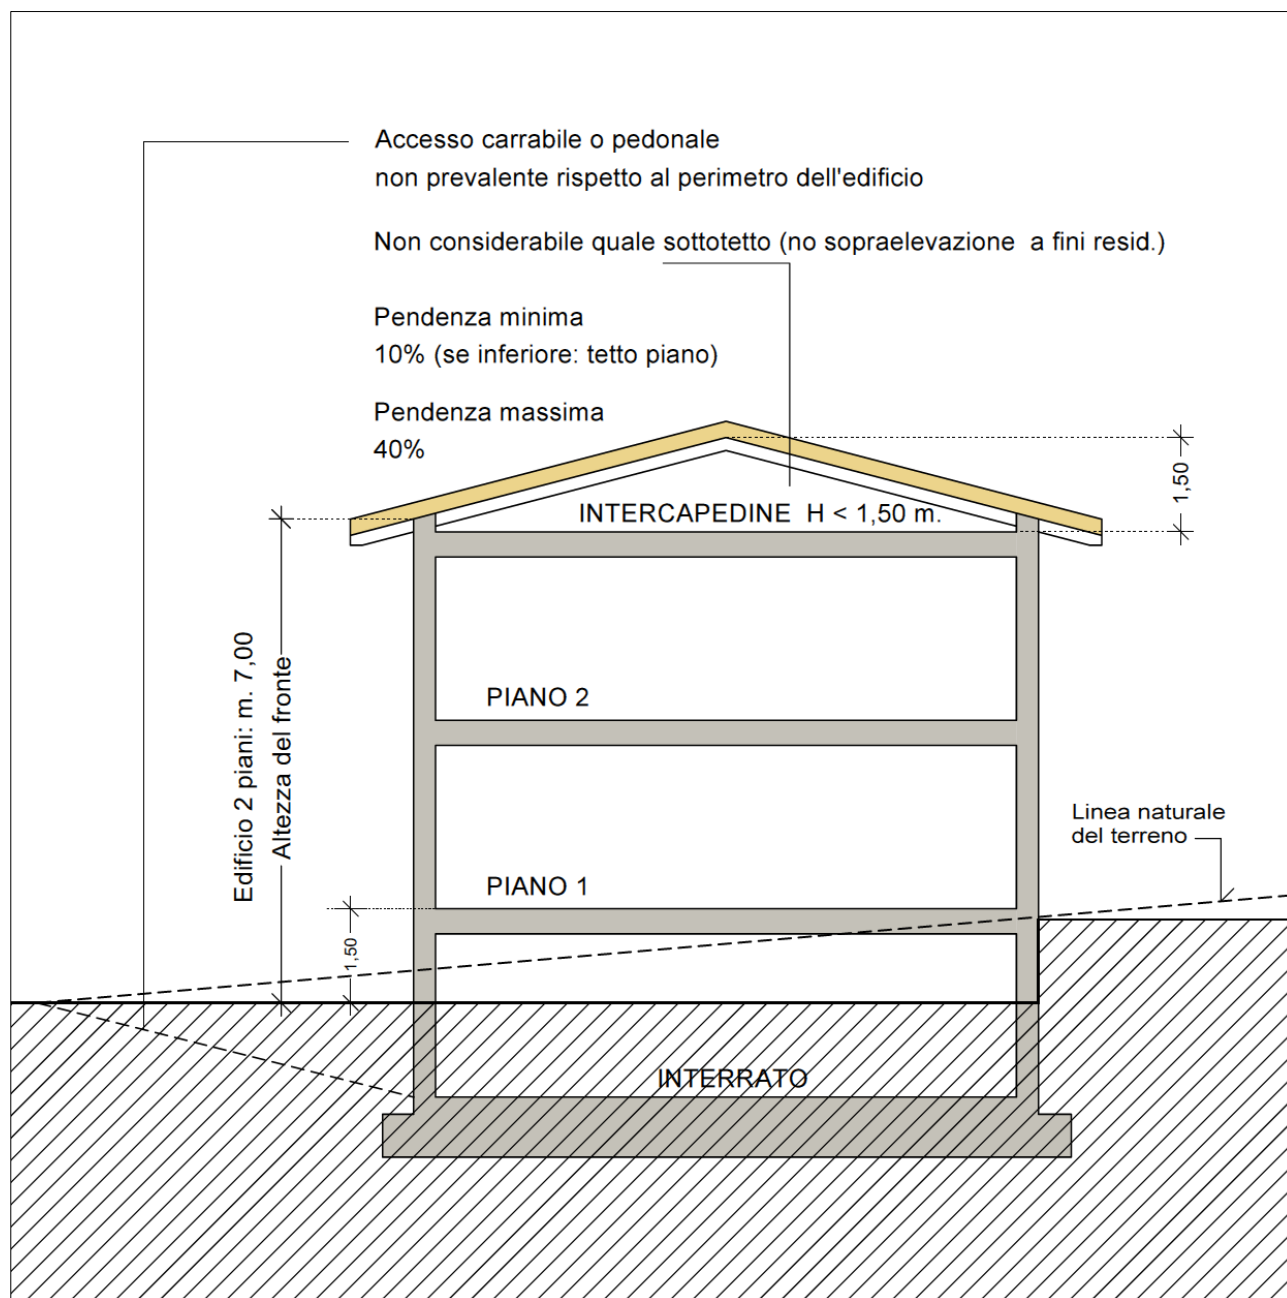 Accesso carrabile o pedonale
non prevalente rispetto al perimetro dell'edificio
Non considerabile quale sottotetto (no sopraelevazione a fini resid.)
Pendenza minima
10% (se inferiore: tetto piano)
Pendenza massima
40%
1,50
INTERCAPEDINE H < 1,50 m.
Edificio 2 piani: m. 7,00
Altezza del fronte
PIANO 2
Linea naturale
del terreno
PIANO 1
1,50
INTERRATO